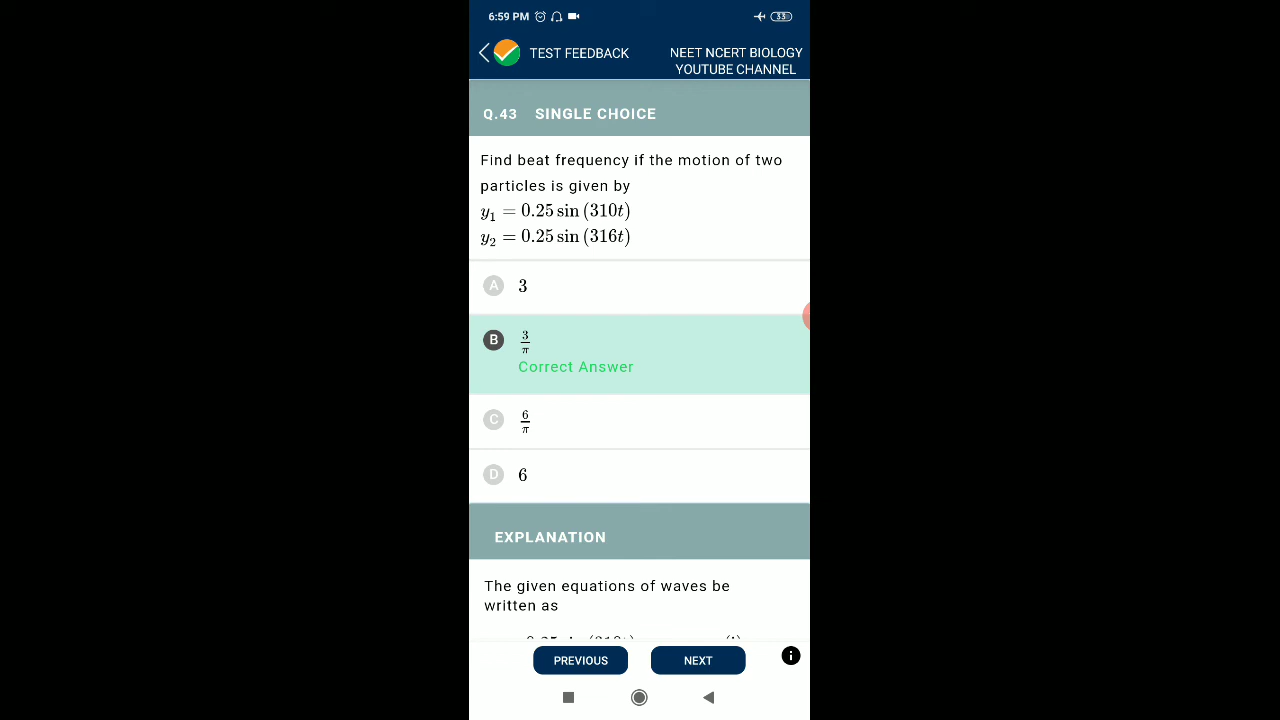 6:59 PM 33
TEST FEEDBACK NEET NCERT BIOLOGY
YOUTUBE CHANNEL
Q.43 SINGLE CHOICE
Find beat frequency if the motion of two
particles is given by
y₁ = 0.25 sin (310t)
y₂ = 0.25 sin (316t)
A 3
B 3/π
Correct Answer
C 6/π
D 6
EXPLANATION
The given equations of waves be
written as
PREVIOUS NEXT